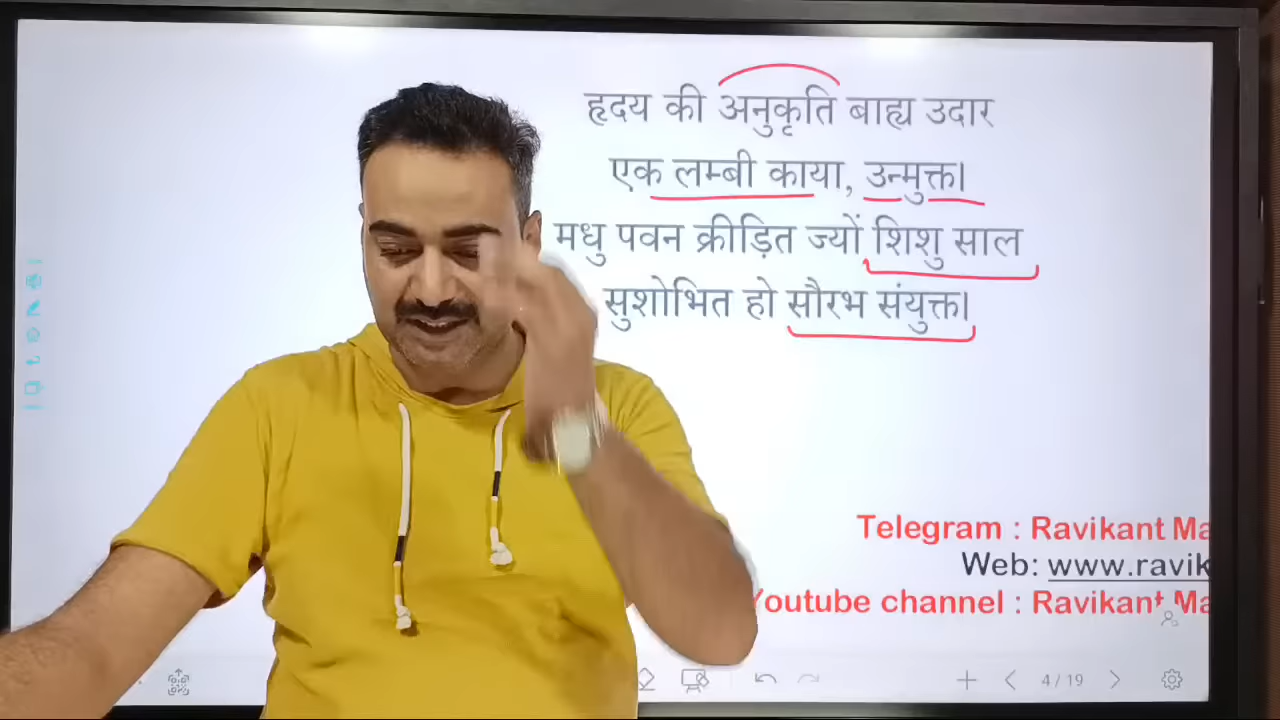 हृदय की अनुकृति बाह्य उदार
एक लम्बी काया, उन्मुक्त।
मधु पवन क्रीड़ित ज्यों शिशु साल
सुशोभित हो सौरभ संयुक्त।
Telegram : Ravikant Ma
Web: www.ravik
Youtube channel : Ravikant Ma
4 / 19